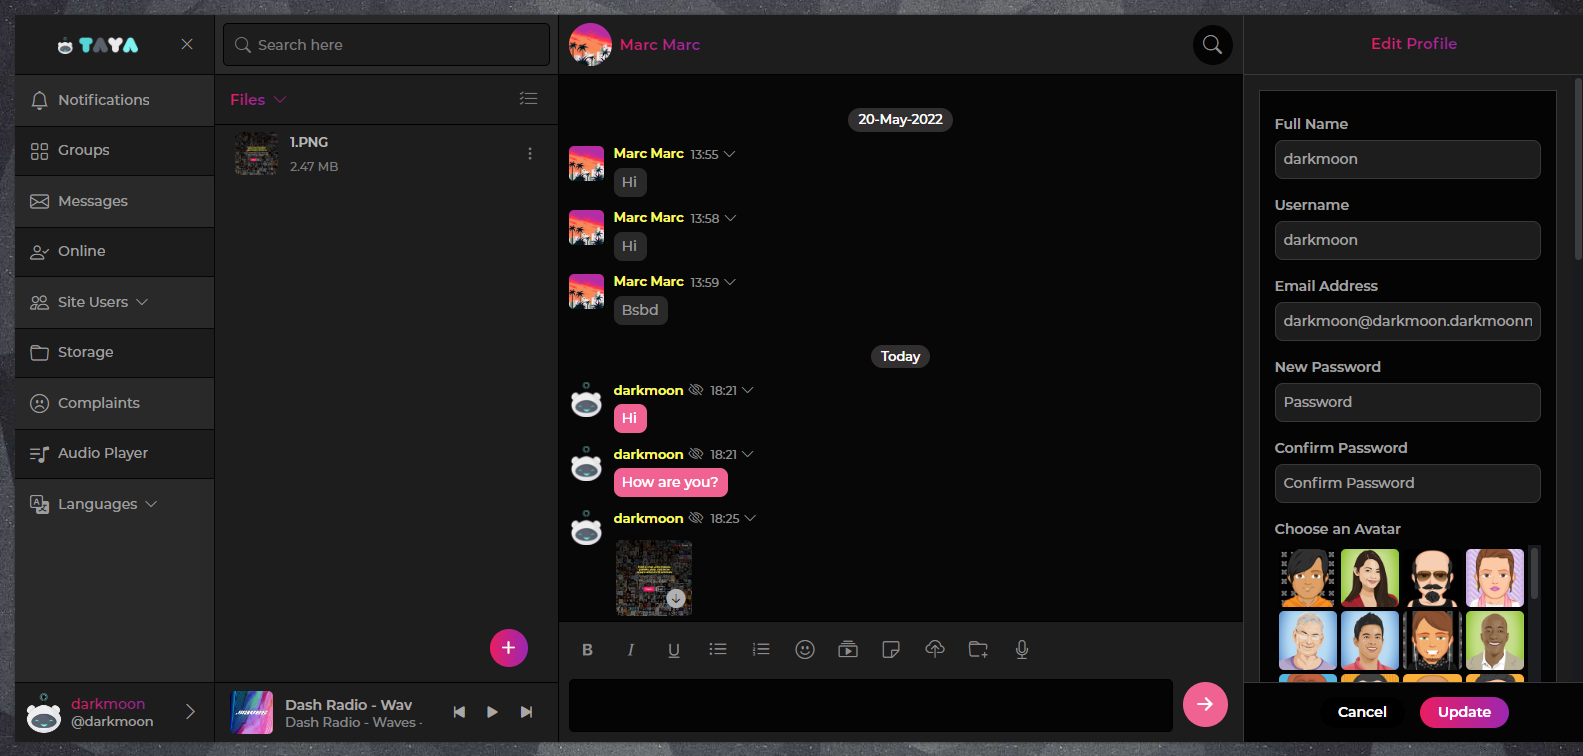 TAYA
Notifications
Groups
Messages
Online
Site Users
Storage
Complaints
Audio Player
Languages
darkmoon
@darkmoon
Search here
Files
1.PNG
2.47 MB
Dash Radio - Wav
Dash Radio - Waves -
Marc Marc
20-May-2022
Marc Marc 13:55
Hi
Marc Marc 13:58
Hi
Marc Marc 13:59
Bsbd
Today
darkmoon 18:21
Hi
darkmoon 18:21
How are you?
darkmoon 18:25
B I U
Edit Profile
Full Name
darkmoon
Username
darkmoon
Email Address
darkmoon@darkmoon.darkmoonn
New Password
Password
Confirm Password
Confirm Password
Choose an Avatar
Cancel
Update